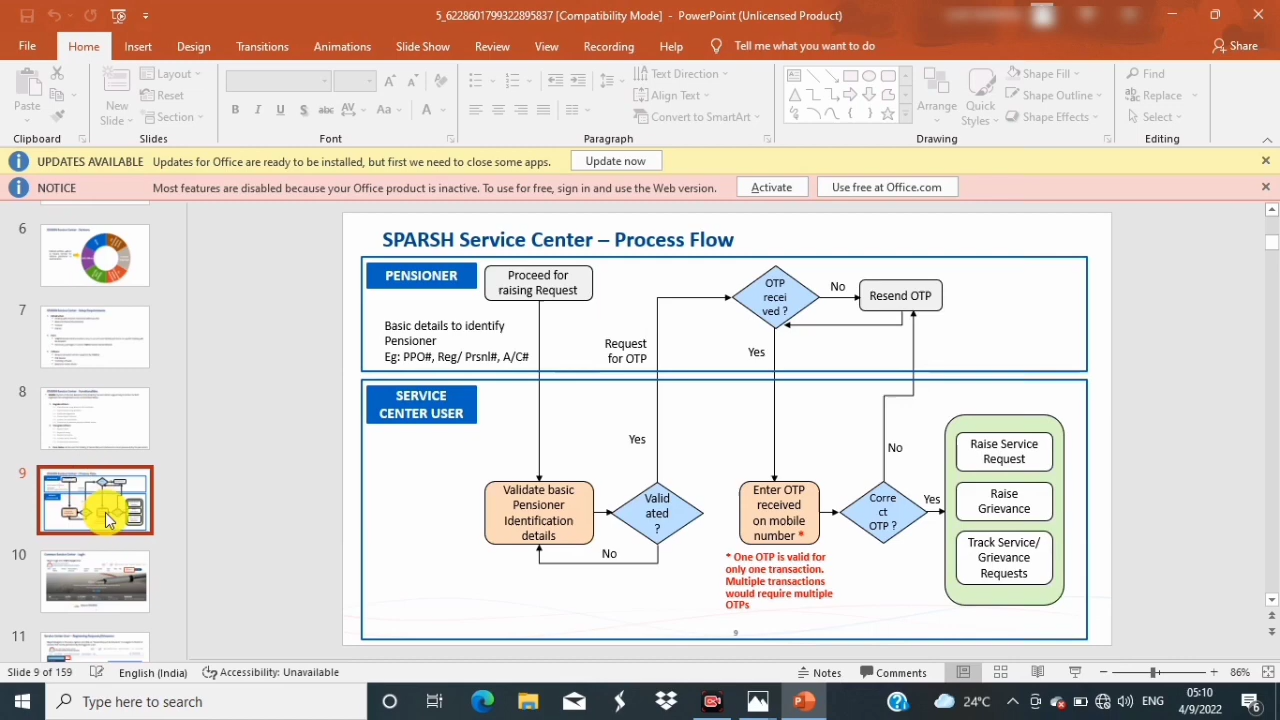 5_6228601799322895837 [Compatibility Mode] - PowerPoint (Unlicensed Product)
File Home Insert Design Transitions Animations Slide Show Review View Recording Help Tell me what you want to do Share
Paste
New Slide
Layout
Reset
Section
B I U S abc AV Aa A
Text Direction
Align Text
Convert to SmartArt
Arrange
Quick Styles
Shape Fill
Shape Outline
Shape Effects
Find
Replace
Select
Clipboard Slides Font Paragraph Drawing Editing
UPDATES AVAILABLE Updates for Office are ready to be installed, but first we need to close some apps. Update now
NOTICE Most features are disabled because your Office product is inactive. To use for free, sign in and use the Web version. Activate Use free at Office.com
6
7
8
9
10
11
SPARSH Service Center – Process Flow
PENSIONER
Proceed for
raising Request
OTP
recei
ved ?
No
Resend OTP
Pensioner
Request
for OTP
Yes
SERVICE
CENTER USER
Yes
No
Validate basic
Pensioner
Identification
details
Valid
ated
?
No
Enter OTP
received
on mobile
number *
Corre
ct
OTP ?
Yes
Raise Service
Request
Raise
Grievance
Track Service/
Grievance
Requests
* One OTP is valid for
only one transaction.
Multiple transactions
would require multiple
OTPs
9
Slide 9 of 159 English (India) Accessibility: Unavailable Notes Comments 86%
Type here to search
24°C
ENG
05:10
4/9/2022
6